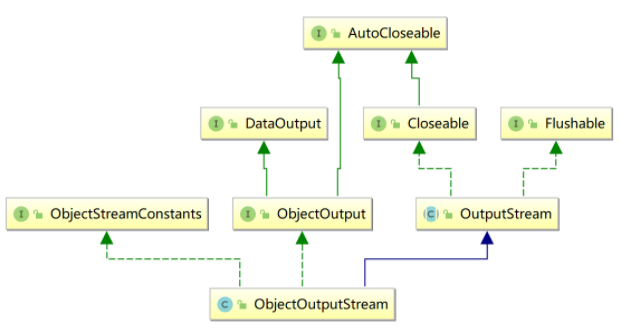 I AutoCloseable
I DataOutput
I Closeable
I Flushable
I ObjectStreamConstants
I ObjectOutput
C OutputStream
C ObjectOutputStream